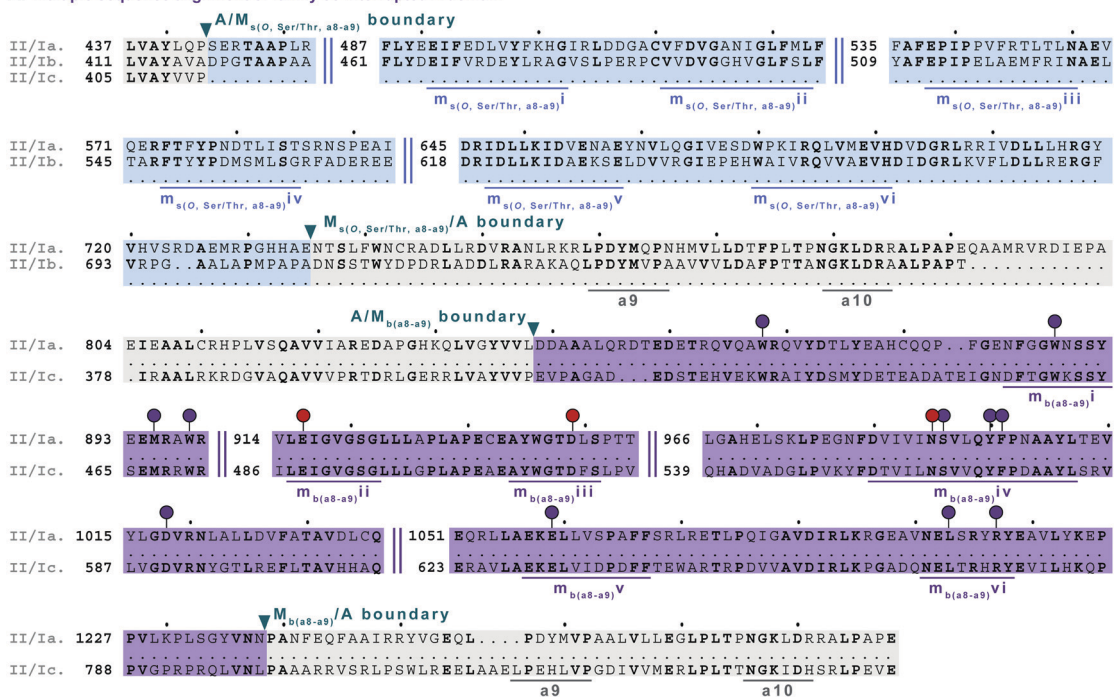 A/Ms(O, Ser/Thr, a8-a9) boundary
II/Ia. 437 LVAYLQPSERTAAPLR 487 FLYEEIFEDLVYFKHGIRLDDGACVFDVGANIGLFMLF 535 FAFEPIPPVFRTLTLNAEV
II/Ib. 411 LVAYAVADPGTAAPAA 461 FLYDEIFVRDEYLRAGVSLPERPCVVDVGGHVGLFSLF 509 YAFEPIPELAEMFRINAEL
II/Ic. 405 LVAYVVP
ms(O, Ser/Thr, a8-a9)i ms(O, Ser/Thr, a8-a9)ii ms(O, Ser/Thr, a8-a9)iii
II/Ia. 571 QERFTFYPNDTLISTSRNSPEAI 645 DRIDLLKIDVENAEYNVLQGIVESDWPKIRQLVMEVHDVDGRLRRIVDLLLHRGY
II/Ib. 545 TARFTYYPDMSMLSGRFADEREE 618 DRIDLLKIDAEKSELDVVRGIEPEHWAIVRQVVAEVHDIDGRLKVFLDLLRERGF
ms(O, Ser/Thr, a8-a9)iv ms(O, Ser/Thr, a8-a9)v ms(O, Ser/Thr, a8-a9)vi
Ms(O, Ser/Thr, a8-a9)/A boundary
II/Ia. 720 VHVSRDAEMRPGHHAENTSLFWNCRADLLRDVRANLRKRLPDYMQPNHMVLLDTFPLTPNGKLDRRALPAPEQAAMRVRDIEPA
II/Ib. 693 VRPG..AALAPMPAPADNSSTWYDPDRLADDLRARAKAQLPDYMVPAAVVVLDAFPTTANGKLDRAALPAPT............
a9 a10
A/Mb(a8-a9) boundary
II/Ia. 804 EIEAALCRHPLVSQAVVIAREDAPGHKQLVGYVVLDDAAALQRDTEDETRQVQAWRQVYDTLYEAHCQQP..FGENFGGWNSSY
II/Ic. 378 .IRAALRKRDGVAQAVVVPRTDRLGERRLVAYVVPEVPAGAD...EDSTEHVEKWRAIYDSMYDETEADATEIGNDFTGWKSSY
mb(a8-a9)i
II/Ia. 893 EEMRAWR 914 VLEIGVGSGLLLAPLAPECEAYWGTDLSPTT 966 LGAHELSKLPEGNFDVIVINSVLQYFPNAAYLTEV
II/Ic. 465 SEMRRWR 486 ILEIGVGSGLLLGPLAPEAEAYWGTDFSLPV 539 QHADVADGLPVKYFDTVILNSVVQYFPDAAYLSRV
mb(a8-a9)ii mb(a8-a9)iii mb(a8-a9)iv
II/Ia. 1015 YLGDVRNLALLDVFATAVDLCQ 1051 EQRLLAEKELLVSPAFFSRLRETLPQIGAVDIRLKRGEAVNELSRYRYEAVLYKEP
II/Ic. 587 LVGDVRNYGTLREFLTAVHHAQ 623 ERAVLAEKELVIDPDFFTEWARTRPDVVAVDIRLKPGADQNELTRHRYEVILHKQP
mb(a8-a9)v mb(a8-a9)vi
Mb(a8-a9)/A boundary
II/Ia. 1227 PVLKPLSGYVNNPANFEQFAAIRRYVGEQL....PDYMVPAALVLLEGLPLTPNGKLDRRALPAPE
II/Ic. 788 PVGPRPRQLVNLPAAARRVSRLPSWLREELAAELPEHLVPGDIVVMERLPLTTNGKIDHSRLPEVE
a9 a10